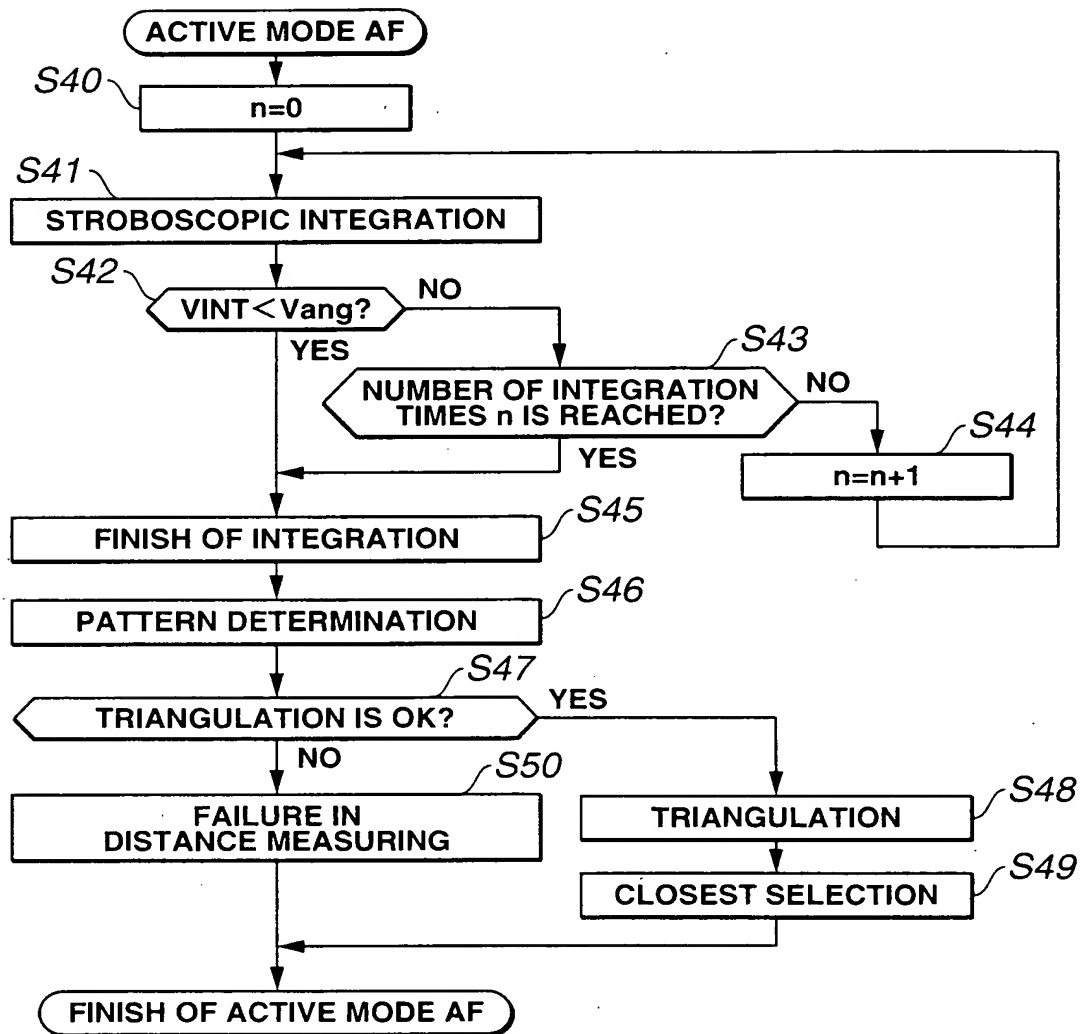 ACTIVE MODE AF
S40
n=0
S41
STROBOSCOPIC INTEGRATION
S42
VINT<Vang?
NO
YES
S43
NUMBER OF INTEGRATION
TIMES n IS REACHED?
NO
YES
S44
n=n+1
S45
FINISH OF INTEGRATION
S46
PATTERN DETERMINATION
S47
TRIANGULATION IS OK?
YES
NO
S50
FAILURE IN
DISTANCE MEASURING
S48
TRIANGULATION
S49
CLOSEST SELECTION
FINISH OF ACTIVE MODE AF